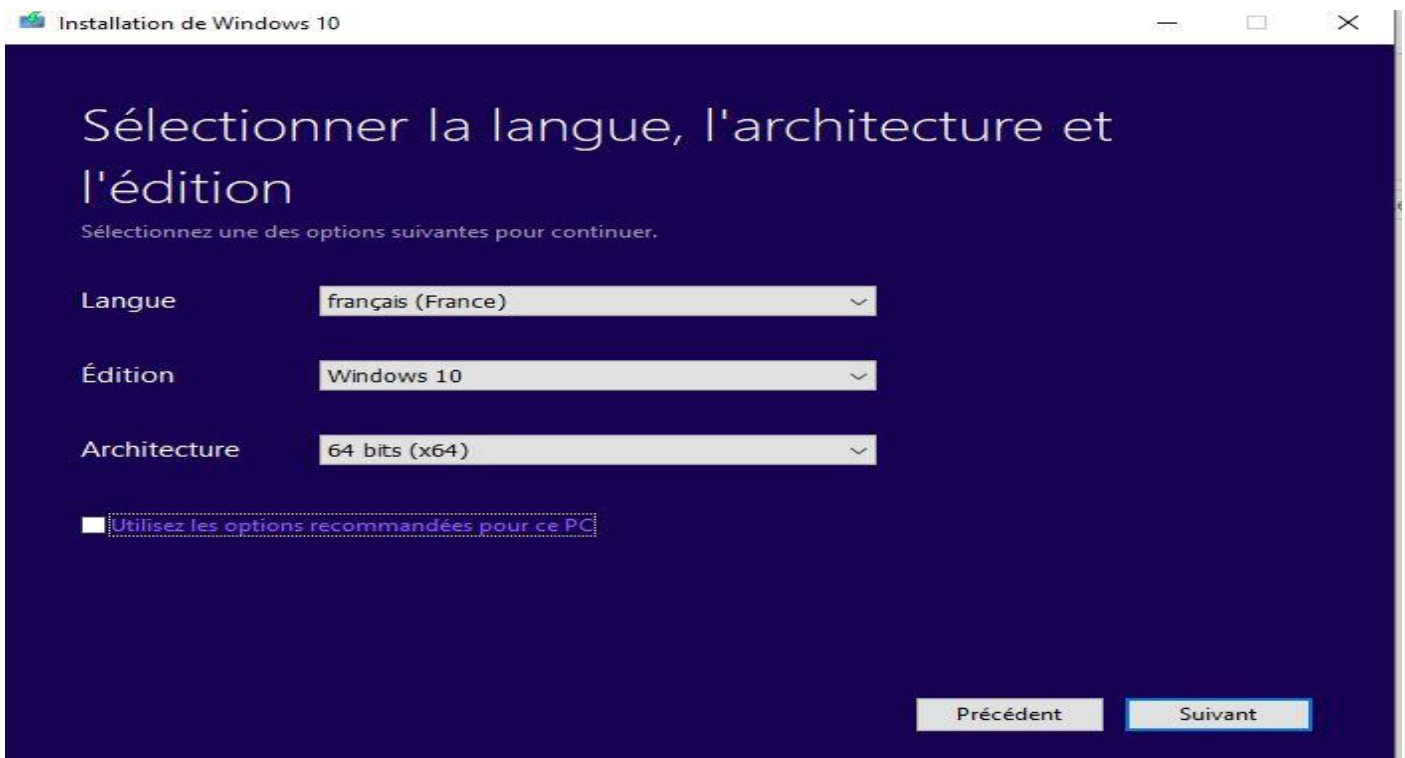 Installation de Windows 10
Sélectionner la langue, l'architecture et
l'édition
Sélectionnez une des options suivantes pour continuer.
Langue français (France)
Édition Windows 10
Architecture 64 bits (x64)
Utilisez les options recommandées pour ce PC
Précédent Suivant